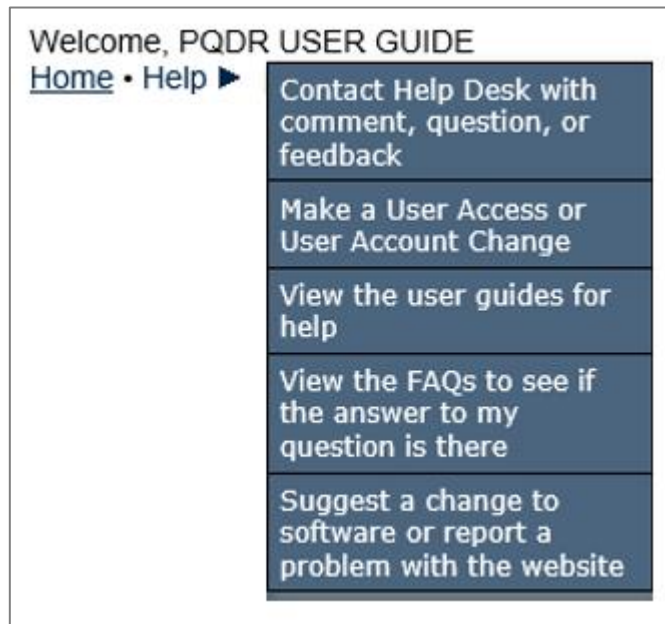 Welcome, PQDR USER GUIDE
Home • Help ▶
Contact Help Desk with
comment, question, or
feedback
Make a User Access or
User Account Change
View the user guides for
help
View the FAQs to see if
the answer to my
question is there
Suggest a change to
software or report a
problem with the website